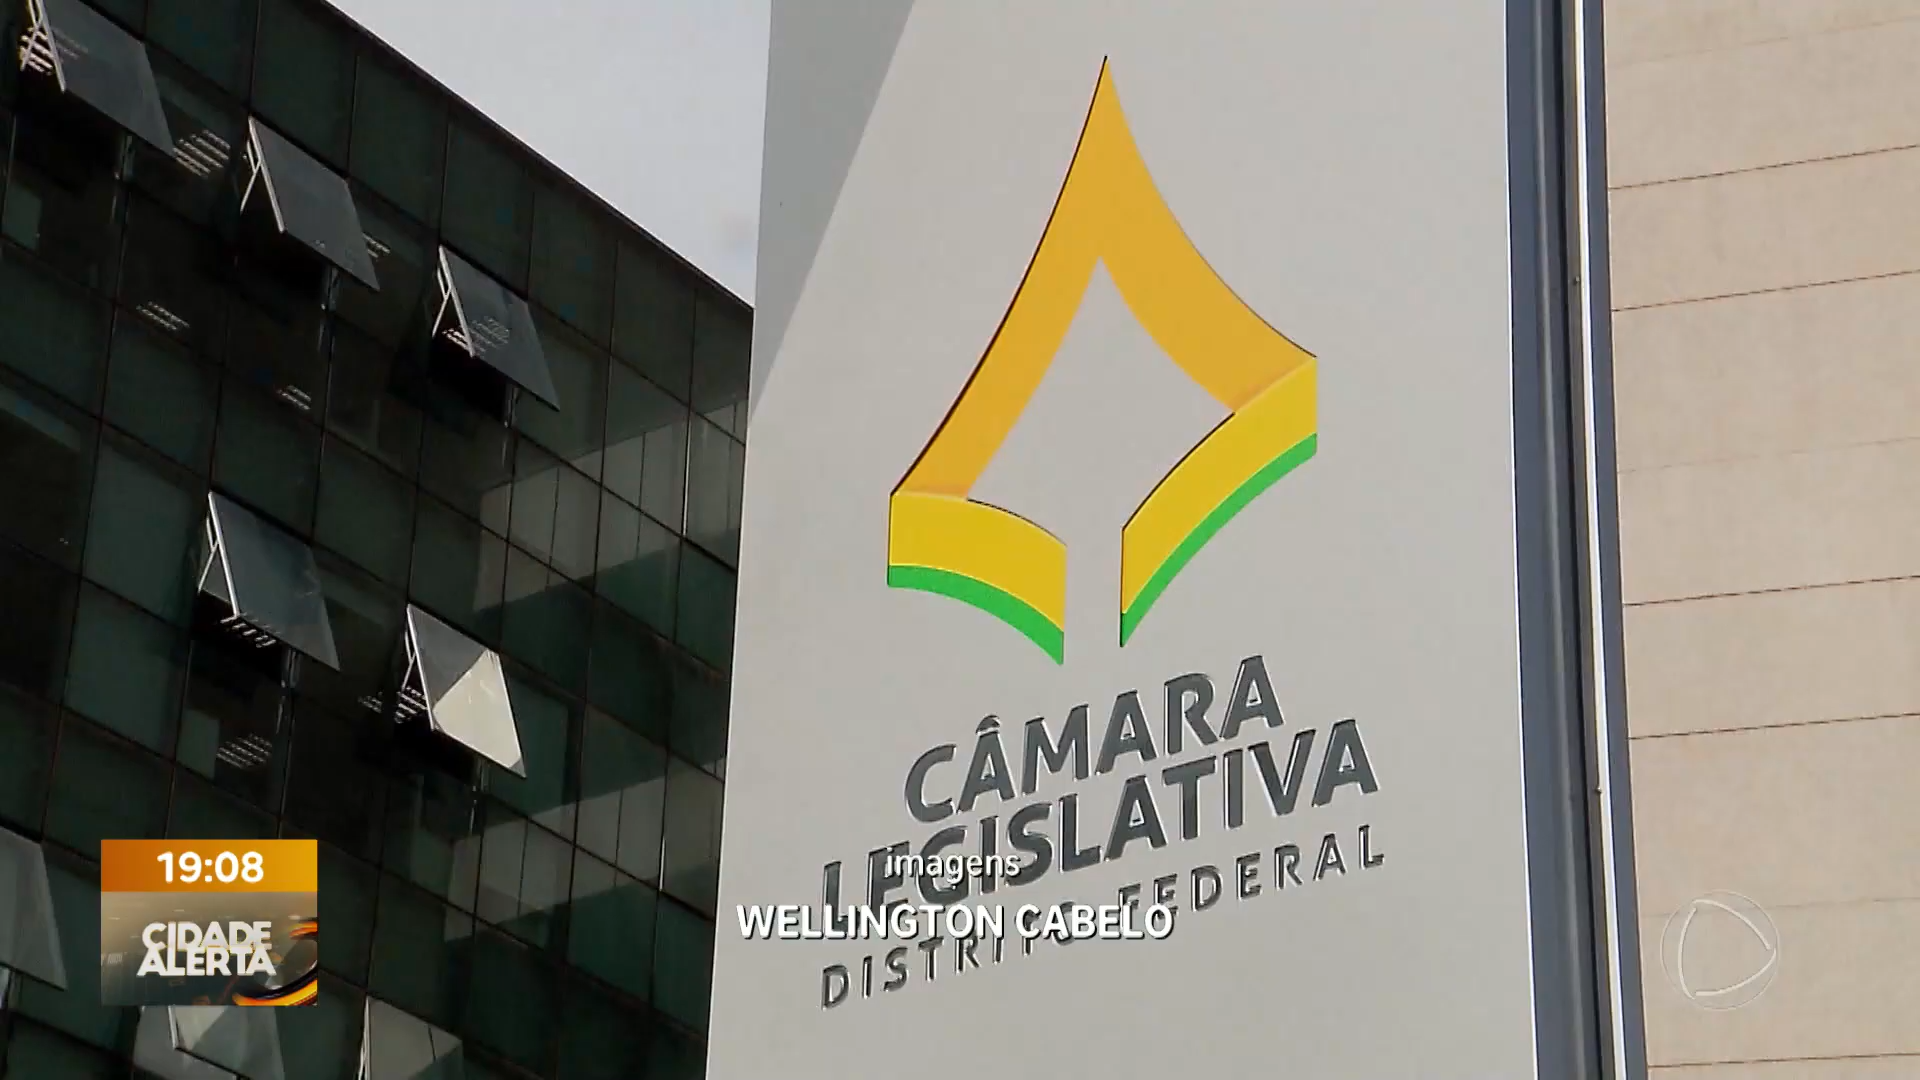 CÂMARA
LEGISLATIVA
DISTRITO FEDERAL
imagens
WELLINGTON CABELO
19:08
CIDADE
ALERTA